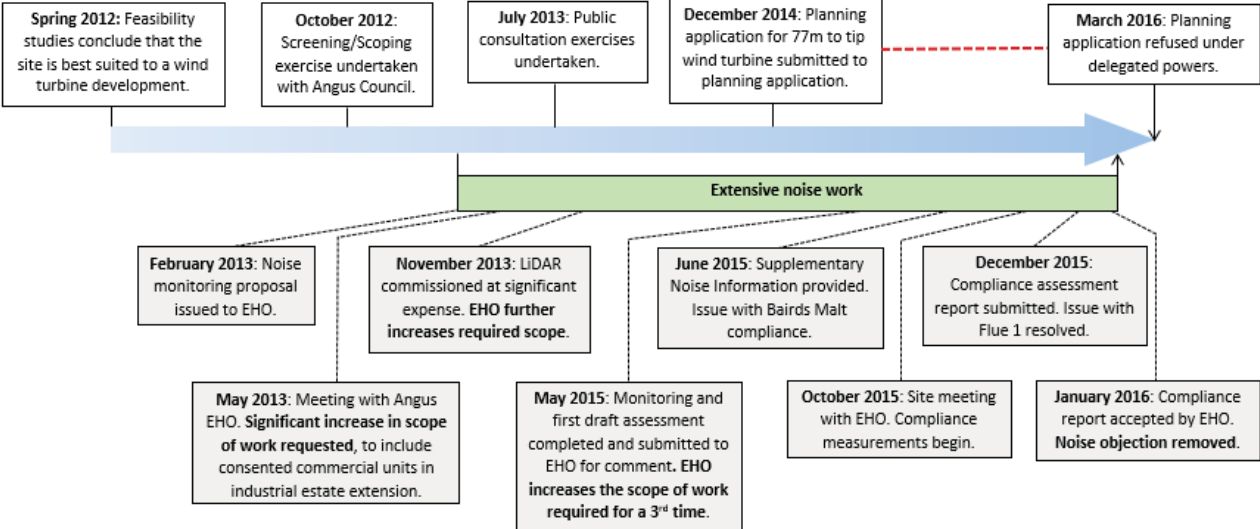 Spring 2012: Feasibility
studies conclude that the
site is best suited to a wind
turbine development.
October 2012:
Screening/Scoping
exercise undertaken
with Angus Council.
July 2013: Public
consultation exercises
undertaken.
December 2014: Planning
application for 77m to tip
wind turbine submitted to
planning application.
March 2016: Planning
application refused under
delegated powers.
Extensive noise work
February 2013: Noise
monitoring proposal
issued to EHO.
November 2013: LiDAR
commissioned at significant
expense. EHO further
increases required scope.
June 2015: Supplementary
Noise Information provided.
Issue with Bairds Malt
compliance.
December 2015:
Compliance assessment
report submitted. Issue with
Flue 1 resolved.
May 2013: Meeting with Angus
EHO. Significant increase in scope
of work requested, to include
consented commercial units in
industrial estate extension.
May 2015: Monitoring and
first draft assessment
completed and submitted to
EHO for comment. EHO
increases the scope of work
required for a 3rd time.
October 2015: Site meeting
with EHO. Compliance
measurements begin.
January 2016: Compliance
report accepted by EHO.
Noise objection removed.